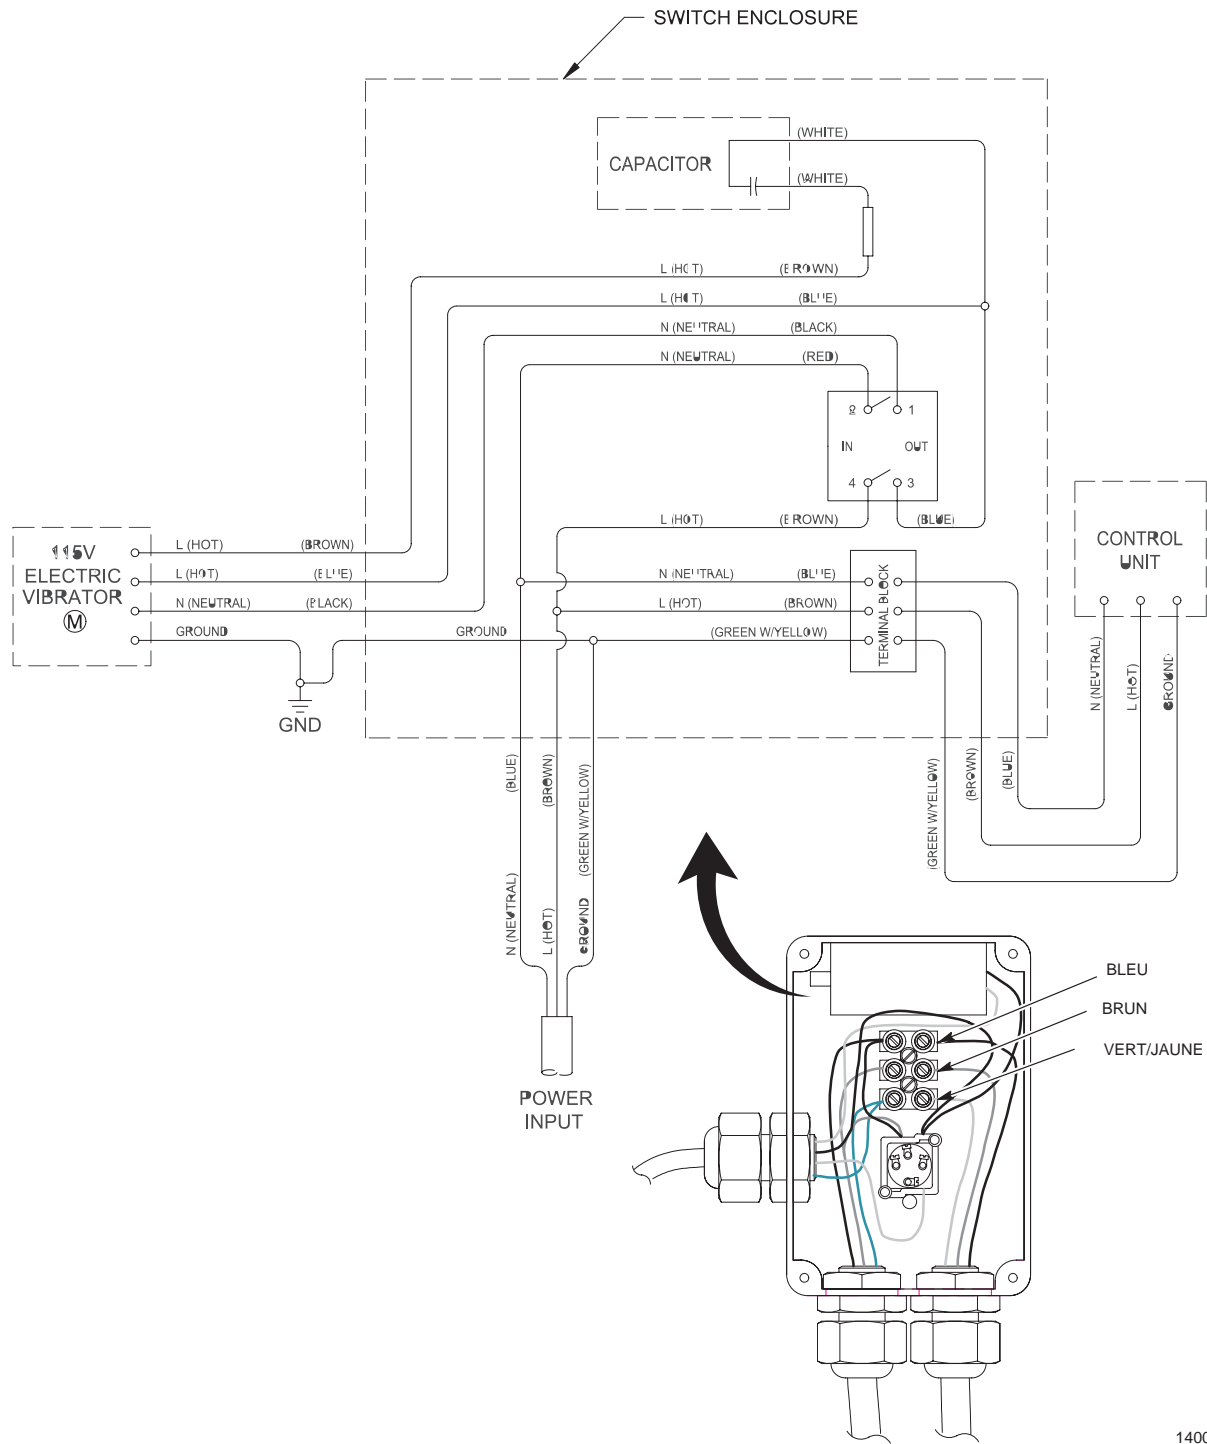 SWITCH ENCLOSURE
(WHITE)
CAPACITOR
(WHITE)
L (HOT) (BROWN)
L (HOT) (BLUE)
N (NEUTRAL) (BLACK)
N (NEUTRAL) (RED)
2 1
IN OUT
4 3
L (HOT) (BROWN) (BLUE)
115V
ELECTRIC
VIBRATOR
M
L (HOT) (BROWN)
L (HOT) (BLUE)
N (NEUTRAL) (BLACK)
GROUND
GROUND
N (NEUTRAL) (BLUE)
L (HOT) (BROWN)
(GREEN W/YELLOW)
TERMINAL BLOCK
CONTROL
UNIT
N (NEUTRAL)
L (HOT)
GROUND
GND
(BLUE)
(BROWN)
(GREEN W/YELLOW)
(GREEN W/YELLOW)
(BROWN)
(BLUE)
N (NEUTRAL)
L (HOT)
GROUND
POWER
INPUT
BLEU
BRUN
VERT/JAUNE
1400